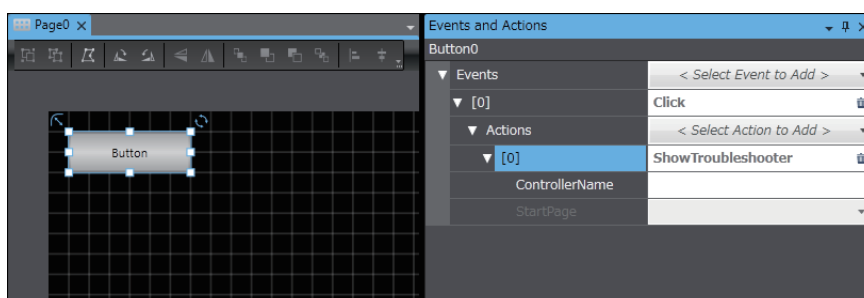 Page0
Events and Actions
Button0
Events
< Select Event to Add >
[0]
Click
Actions
< Select Action to Add >
[0]
ShowTroubleshooter
ControllerName
StartPage
Button